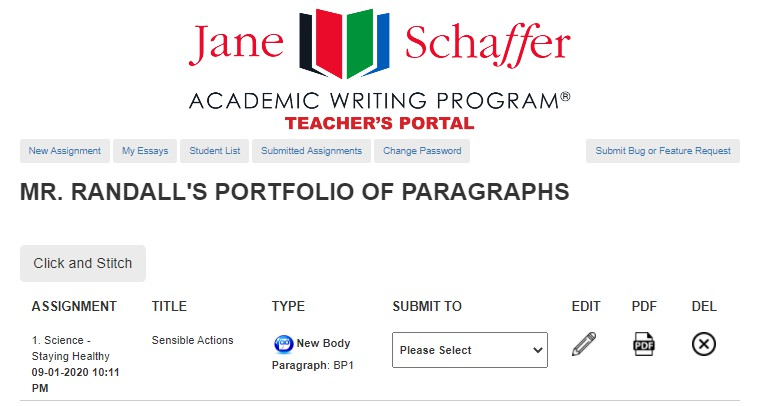 Jane Schaffer
ACADEMIC WRITING PROGRAM®
TEACHER'S PORTAL
New Assignment My Essays Student List Submitted Assignments Change Password Submit Bug or Feature Request
MR. RANDALL'S PORTFOLIO OF PARAGRAPHS
Click and Stitch
ASSIGNMENT TITLE TYPE SUBMIT TO EDIT PDF DEL
1. Science - Staying Healthy
09-01-2020 10:11 PM
Sensible Actions
New Body
Paragraph: BP1
Please Select
PDF